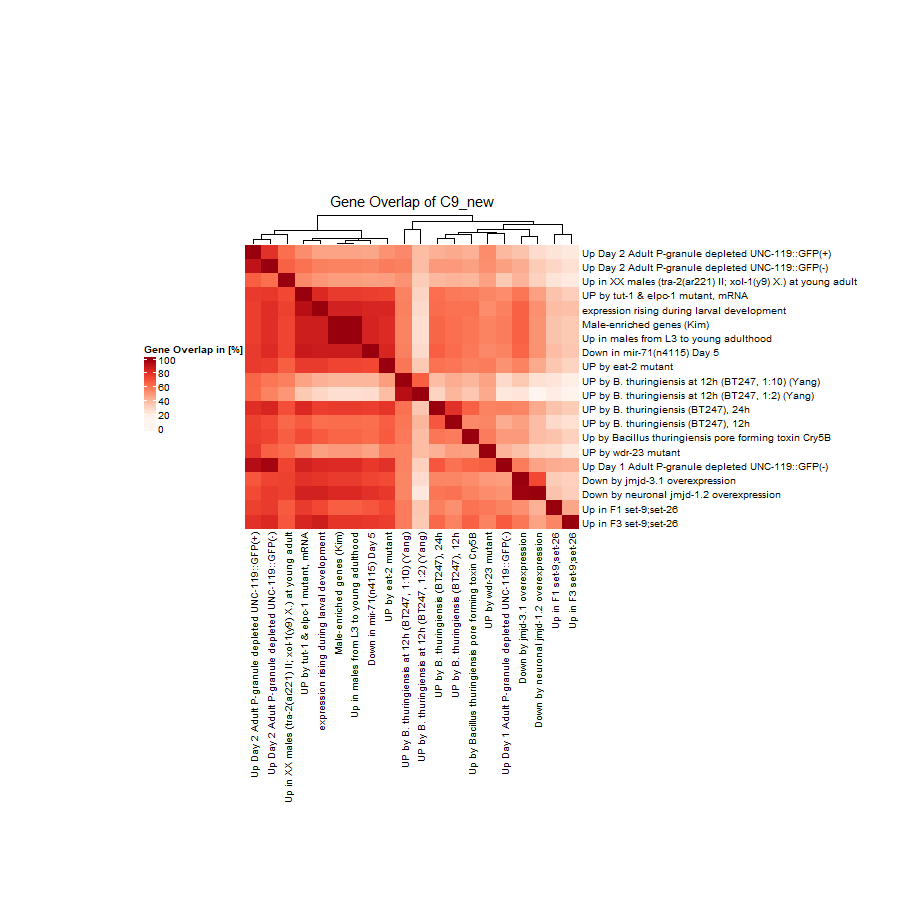 Gene Overlap of C9_new
Up Day 2 Adult P-granule depleted UNC-119::GFP(+)
Up Day 2 Adult P-granule depleted UNC-119::GFP(-)
Up in XX males (tra-2(ar221) II; xol-1(y9) X.) at young adult
UP by tut-1 & elpc-1 mutant, mRNA
expression rising during larval development
Male-enriched genes (Kim)
Up in males from L3 to young adulthood
Down in mir-71(n4115) Day 5
UP by eat-2 mutant
UP by B. thuringiensis at 12h (BT247, 1:10) (Yang)
UP by B. thuringiensis at 12h (BT247, 1:2) (Yang)
UP by B. thuringiensis (BT247), 24h
UP by B. thuringiensis (BT247), 12h
Up by Bacillus thuringiensis pore forming toxin Cry5B
UP by wdr-23 mutant
Up Day 1 Adult P-granule depleted UNC-119::GFP(-)
Down by jmjd-3.1 overexpression
Down by neuronal jmjd-1.2 overexpression
Up in F1 set-9;set-26
Up in F3 set-9;set-26
Gene Overlap in [%]
100
80
60
40
20
0
Up Day 2 Adult P-granule depleted UNC-119::GFP(+)
Up Day 2 Adult P-granule depleted UNC-119::GFP(-)
Up in XX males (tra-2(ar221) II; xol-1(y9) X.) at young adult
UP by tut-1 & elpc-1 mutant, mRNA
expression rising during larval development
Male-enriched genes (Kim)
Up in males from L3 to young adulthood
Down in mir-71(n4115) Day 5
UP by eat-2 mutant
UP by B. thuringiensis at 12h (BT247, 1:10) (Yang)
UP by B. thuringiensis at 12h (BT247, 1:2) (Yang)
UP by B. thuringiensis (BT247), 24h
UP by B. thuringiensis (BT247), 12h
Up by Bacillus thuringiensis pore forming toxin Cry5B
UP by wdr-23 mutant
Up Day 1 Adult P-granule depleted UNC-119::GFP(-)
Down by jmjd-3.1 overexpression
Down by neuronal jmjd-1.2 overexpression
Up in F1 set-9;set-26
Up in F3 set-9;set-26